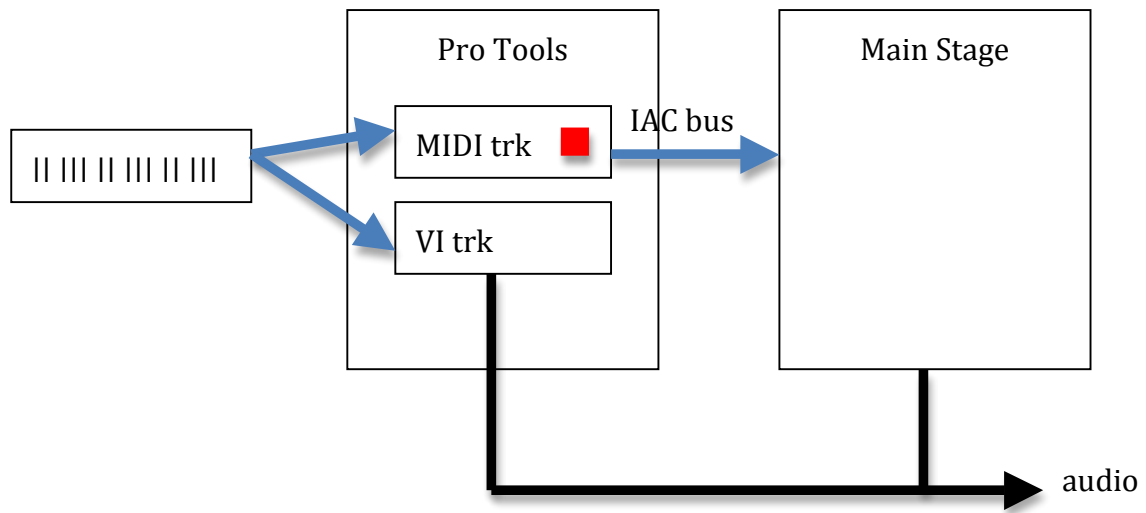 Pro Tools
Main Stage
IAC bus
MIDI trk
VI trk
audio